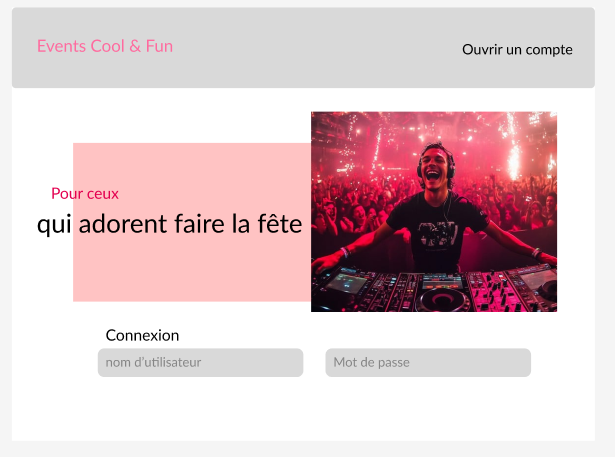 Events Cool & Fun
Ouvrir un compte
Pour ceux
qui adorent faire la fête
Connexion
nom d'utilisateur
Mot de passe